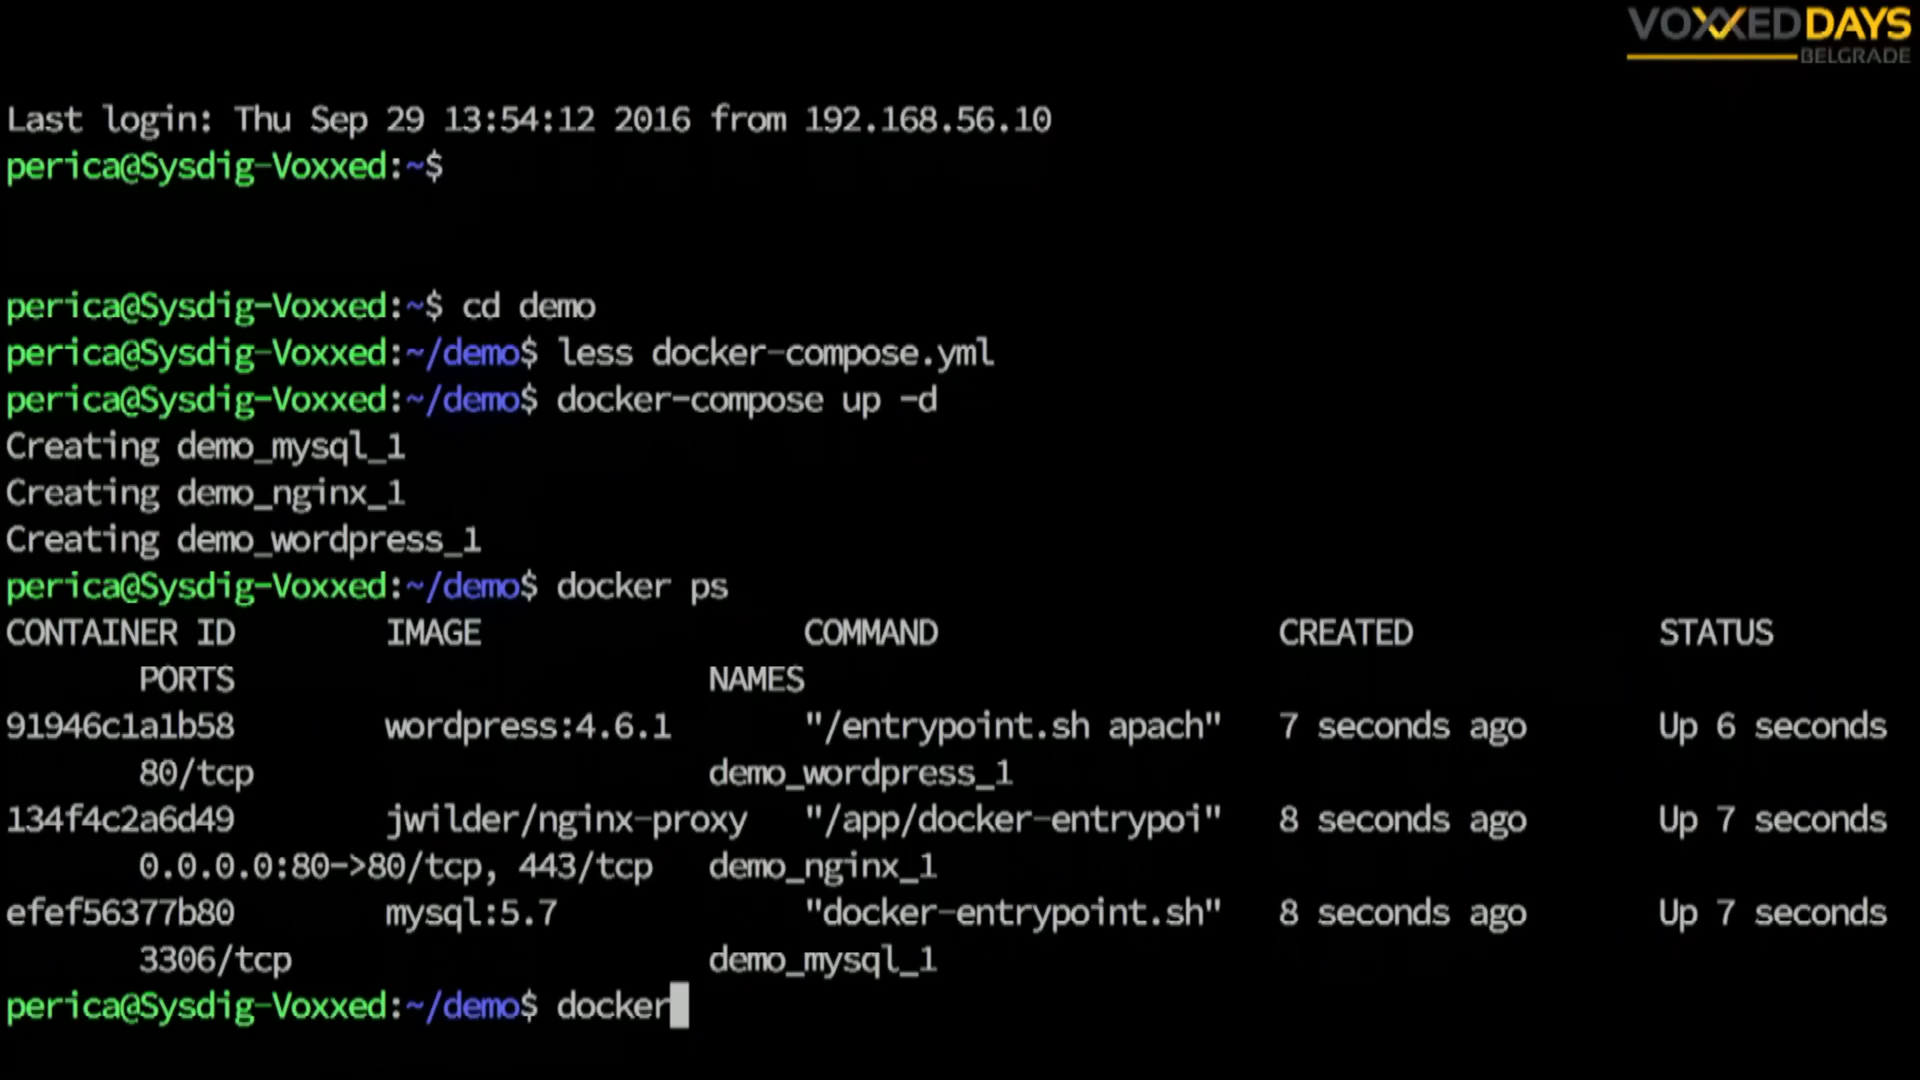 VOXXEDDAYS
BELGRADE
Last login: Thu Sep 29 13:54:12 2016 from 192.168.56.10
perica@Sysdig-Voxxed:~$
perica@Sysdig-Voxxed:~$ cd demo
perica@Sysdig-Voxxed:~/demo$ less docker-compose.yml
perica@Sysdig-Voxxed:~/demo$ docker-compose up -d
Creating demo_mysql_1
Creating demo_nginx_1
Creating demo_wordpress_1
perica@Sysdig-Voxxed:~/demo$ docker ps
CONTAINER ID        IMAGE                 COMMAND                  CREATED             STATUS
       PORTS                         NAMES
91946c1a1b58        wordpress:4.6.1       "/entrypoint.sh apach"   7 seconds ago       Up 6 seconds
       80/tcp                        demo_wordpress_1
134f4c2a6d49        jwilder/nginx-proxy   "/app/docker-entrypoi"   8 seconds ago       Up 7 seconds
       0.0.0.0:80->80/tcp, 443/tcp   demo_nginx_1
efef56377b80        mysql:5.7             "docker-entrypoint.sh"   8 seconds ago       Up 7 seconds
       3306/tcp                      demo_mysql_1
perica@Sysdig-Voxxed:~/demo$ docker